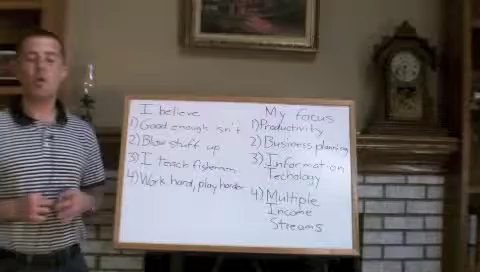 I believe
1) Good enough isn't
2) Blow stuff up
3) I teach fishermen
4) Work hard, play harder
My focus
1) Productivity
2) Business planning
3) Information
Techology
4) Multiple
Income
Streams